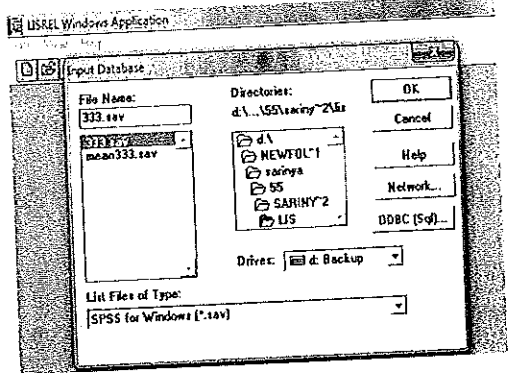 LISREL Windows Application
Input Database
File Name:
333.sav
333.sav
mean333.sav
List Files of Type:
SPSS for Windows (*.sav)
Directories:
d:\...\55\sariny~2\lis
d:\
NEWFOL~1
sarinya
55
SARINY~2
LIS
Drives:
d: Backup
OK
Cancel
Help
Network...
ODBC (Sql)...